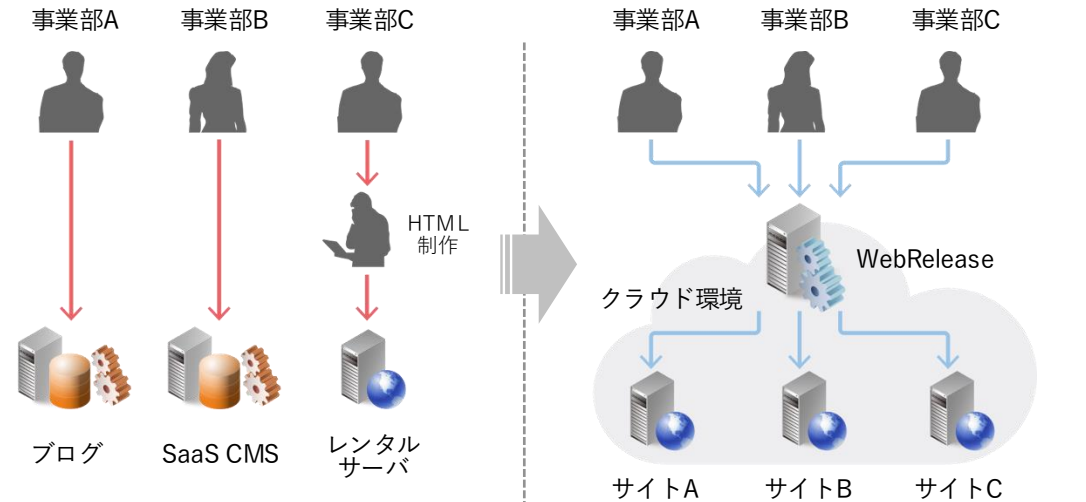 事業部A
事業部B
事業部C
HTML
制作
ブログ
SaaS CMS
レンタル
サーバ
事業部A
事業部B
事業部C
WebRelease
クラウド環境
サイトA
サイトB
サイトC